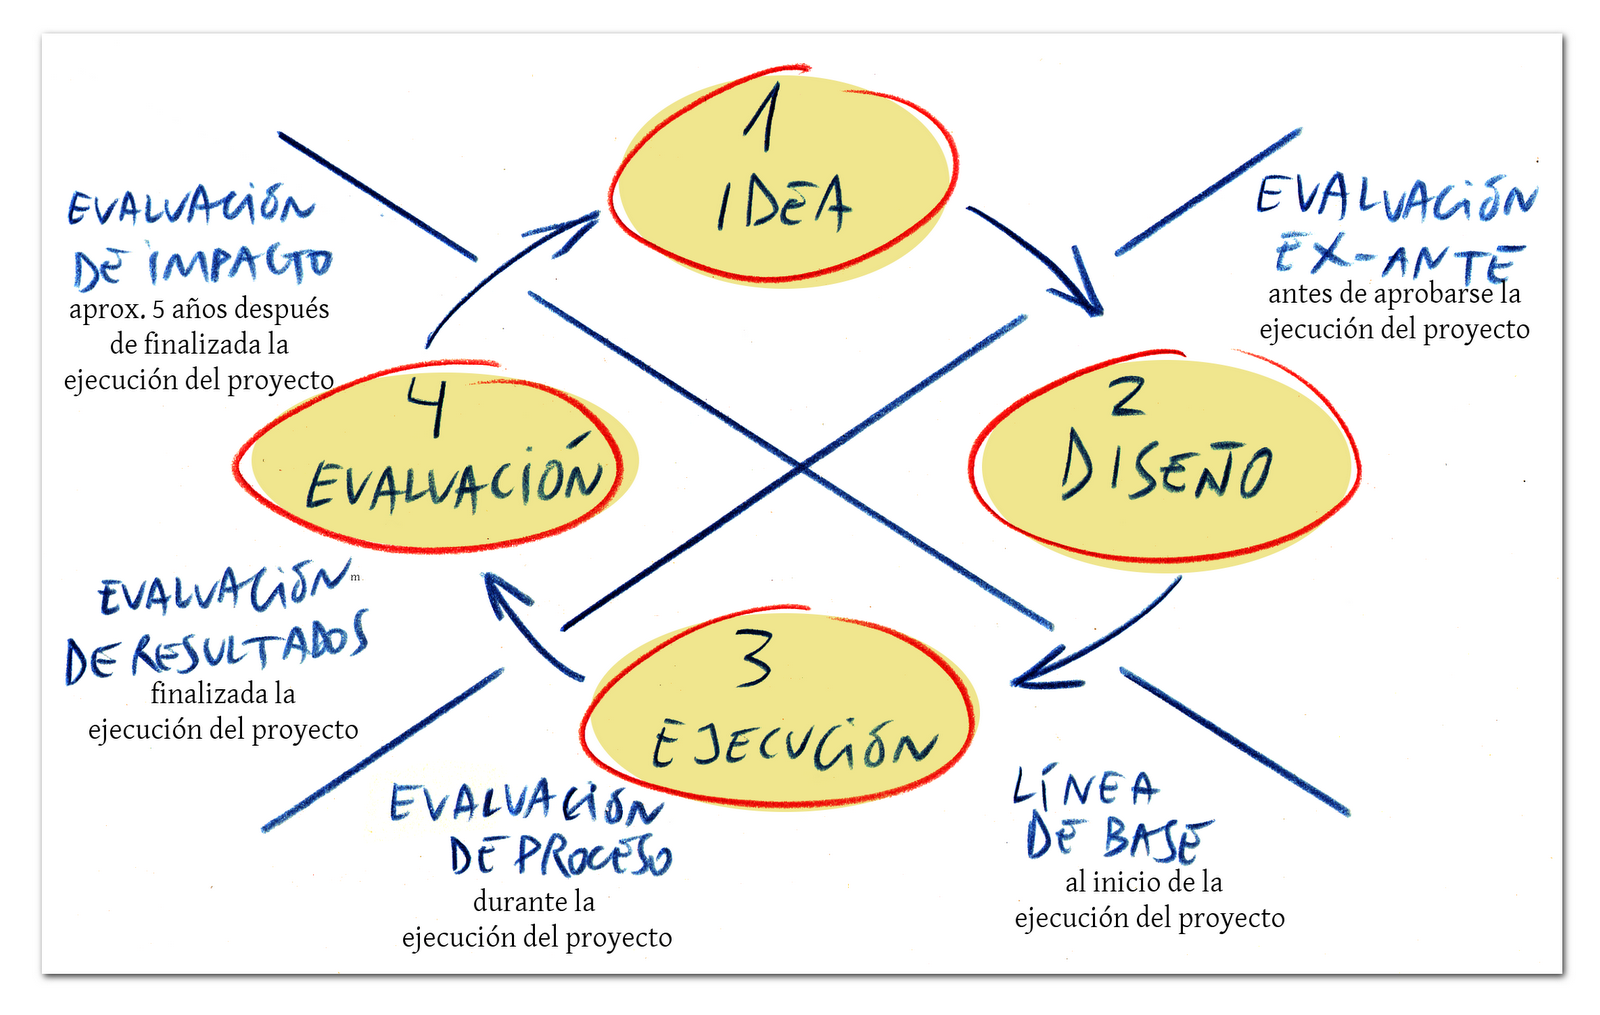 1
IDEA
EVALUACIÓN
DE IMPACTO
aprox. 5 años después
de finalizada la
ejecución del proyecto
EVALUACIÓN
EX-ANTE
antes de aprobarse la
ejecución del proyecto
4
EVALUACIÓN
2
DISEÑO
EVALUACIÓN
m
DE RESULTADOS
finalizada la
ejecución del proyecto
3
EJECUCIÓN
EVALUACIÓN
DE PROCESO
durante la
ejecución del proyecto
LÍNEA
DE BASE
al inicio de la
ejecución del proyecto